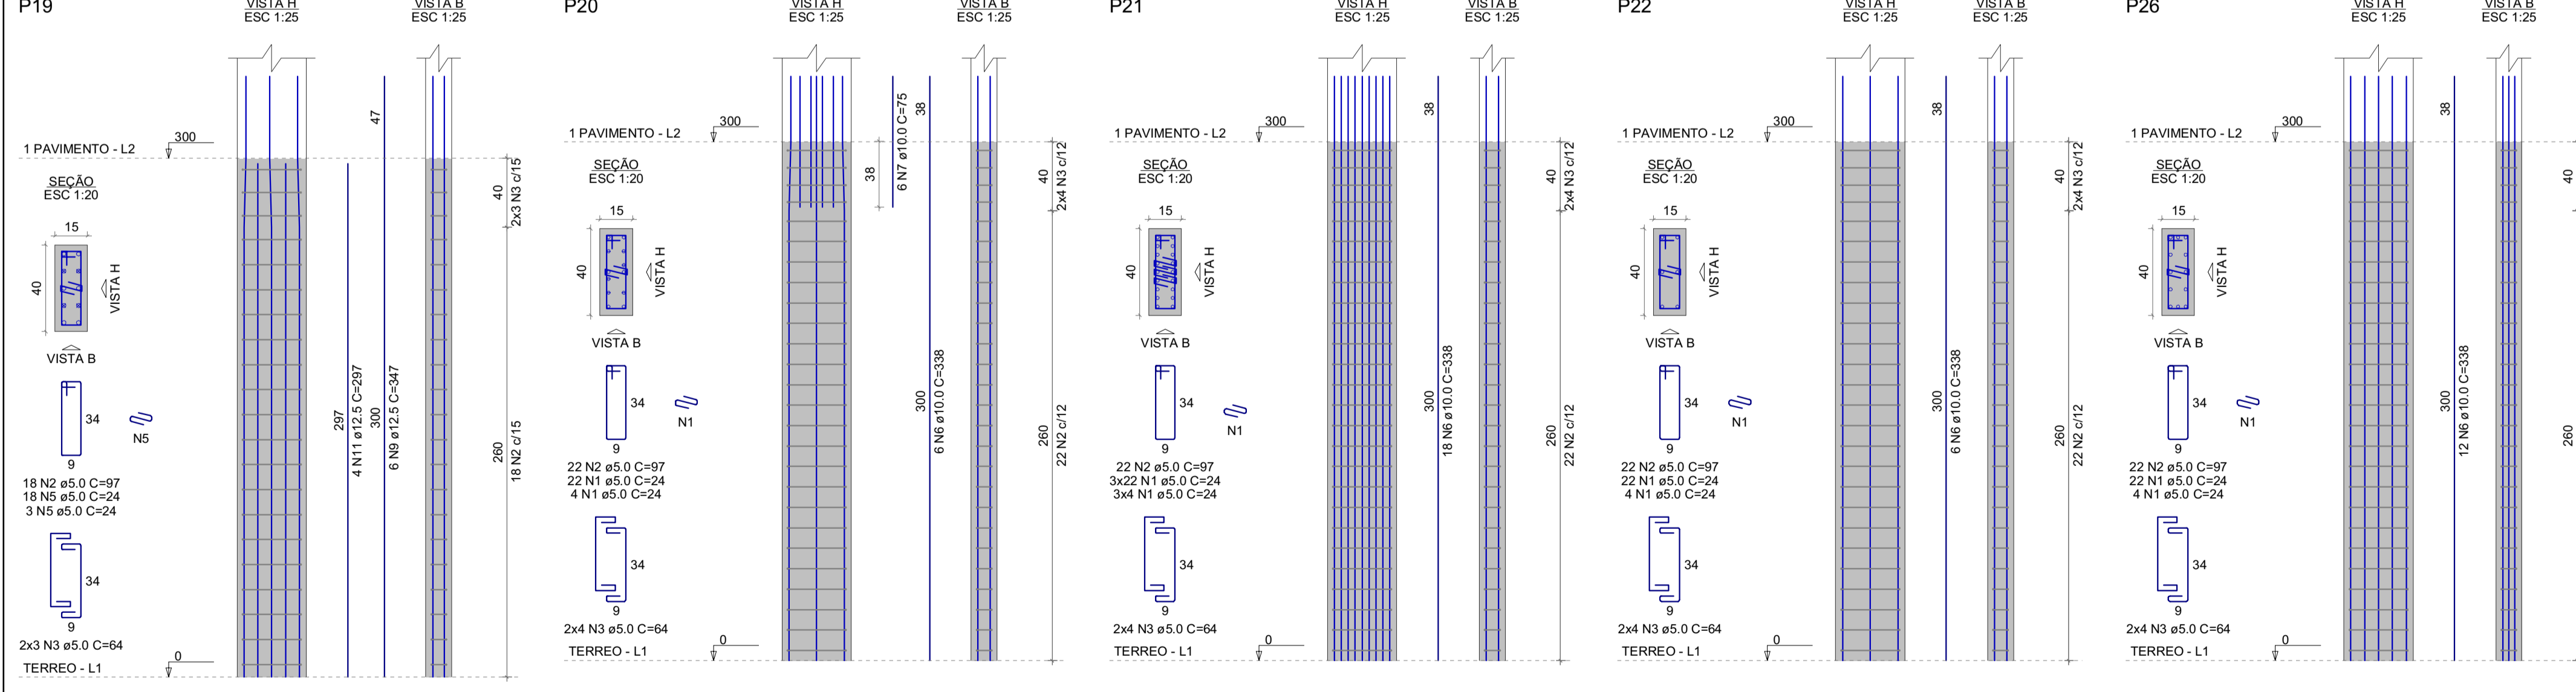 P19
VISTA H
ESC 1:25
VISTA B
ESC 1:25
47
300
1 PAVIMENTO - L2
SEÇÃO
ESC 1:20
15
40
VISTA H
VISTA B
34
9
N5
18 N2 ø5.0 C=97
18 N5 ø5.0 C=24
3 N5 ø5.0 C=24
34
9
2x3 N3 ø5.0 C=64
TERREO - L1
0
297
4 N11 ø12.5 C=297
300
6 N9 ø12.5 C=347
40
2x3 N3 c/15
260
18 N2 c/15
P20
VISTA H
ESC 1:25
VISTA B
ESC 1:25
300
1 PAVIMENTO - L2
SEÇÃO
ESC 1:20
15
40
VISTA H
VISTA B
34
9
N1
22 N2 ø5.0 C=97
22 N1 ø5.0 C=24
4 N1 ø5.0 C=24
34
9
2x4 N3 ø5.0 C=64
TERREO - L1
0
38
6 N7 ø10.0 C=75
38
300
6 N6 ø10.0 C=338
40
2x4 N3 c/12
260
22 N2 c/12
P21
VISTA H
ESC 1:25
VISTA B
ESC 1:25
300
1 PAVIMENTO - L2
SEÇÃO
ESC 1:20
15
40
VISTA H
VISTA B
34
9
N1
22 N2 ø5.0 C=97
3x22 N1 ø5.0 C=24
3x4 N1 ø5.0 C=24
34
9
2x4 N3 ø5.0 C=64
TERREO - L1
0
38
300
18 N6 ø10.0 C=338
40
2x4 N3 c/12
260
22 N2 c/12
P22
VISTA H
ESC 1:25
VISTA B
ESC 1:25
300
1 PAVIMENTO - L2
SEÇÃO
ESC 1:20
15
40
VISTA H
VISTA B
34
9
N1
22 N2 ø5.0 C=97
22 N1 ø5.0 C=24
4 N1 ø5.0 C=24
34
9
2x4 N3 ø5.0 C=64
TERREO - L1
0
38
300
6 N6 ø10.0 C=338
40
2x4 N3 c/12
260
22 N2 c/12
P26
VISTA H
ESC 1:25
VISTA B
ESC 1:25
300
1 PAVIMENTO - L2
SEÇÃO
ESC 1:20
15
40
VISTA H
VISTA B
34
9
N1
22 N2 ø5.0 C=97
22 N1 ø5.0 C=24
4 N1 ø5.0 C=24
34
9
2x4 N3 ø5.0 C=64
TERREO - L1
0
38
300
12 N6 ø10.0 C=338
40
260